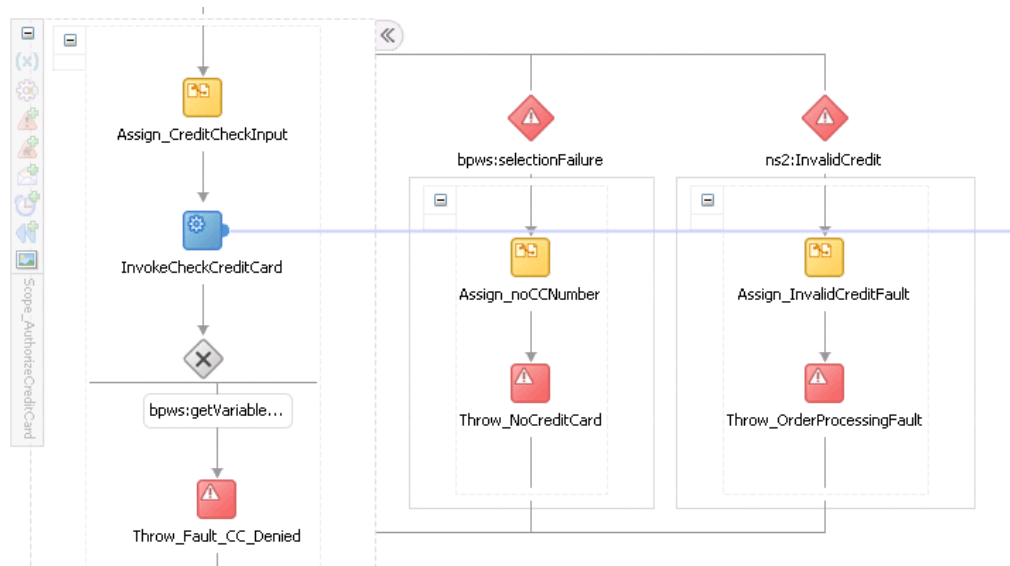 Assign_CreditCheckInput
InvokeCheckCreditCard
bpws:getVariable...
Throw_Fault_CC_Denied
Scope_AuthorizeCreditCard
bpws:selectionFailure
Assign_noCCNumber
Throw_NoCreditCard
ns2:InvalidCredit
Assign_InvalidCreditFault
Throw_OrderProcessingFault